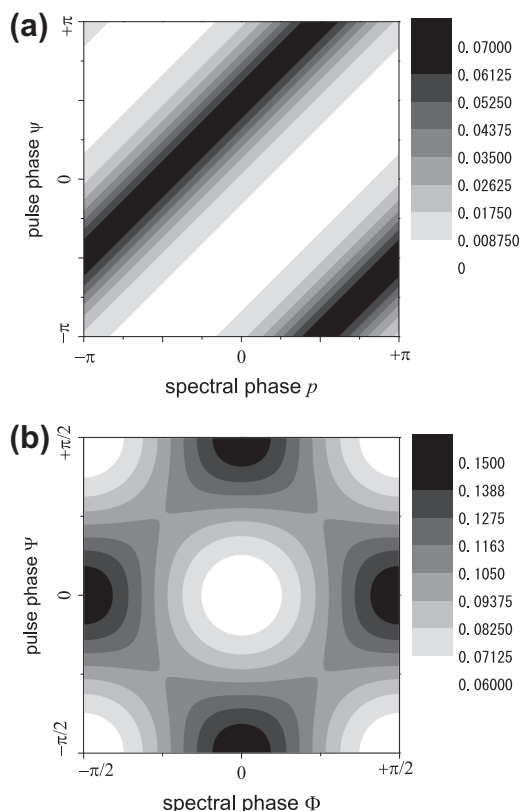 (a)
+π
0
−π
pulse phase ψ
−π
0
+π
spectral phase p
0.07000
0.06125
0.05250
0.04375
0.03500
0.02625
0.01750
0.008750
0
(b)
+π/2
0
−π/2
pulse phase Ψ
−π/2
0
+π/2
spectral phase Φ
0.1500
0.1388
0.1275
0.1163
0.1050
0.09375
0.08250
0.07125
0.06000